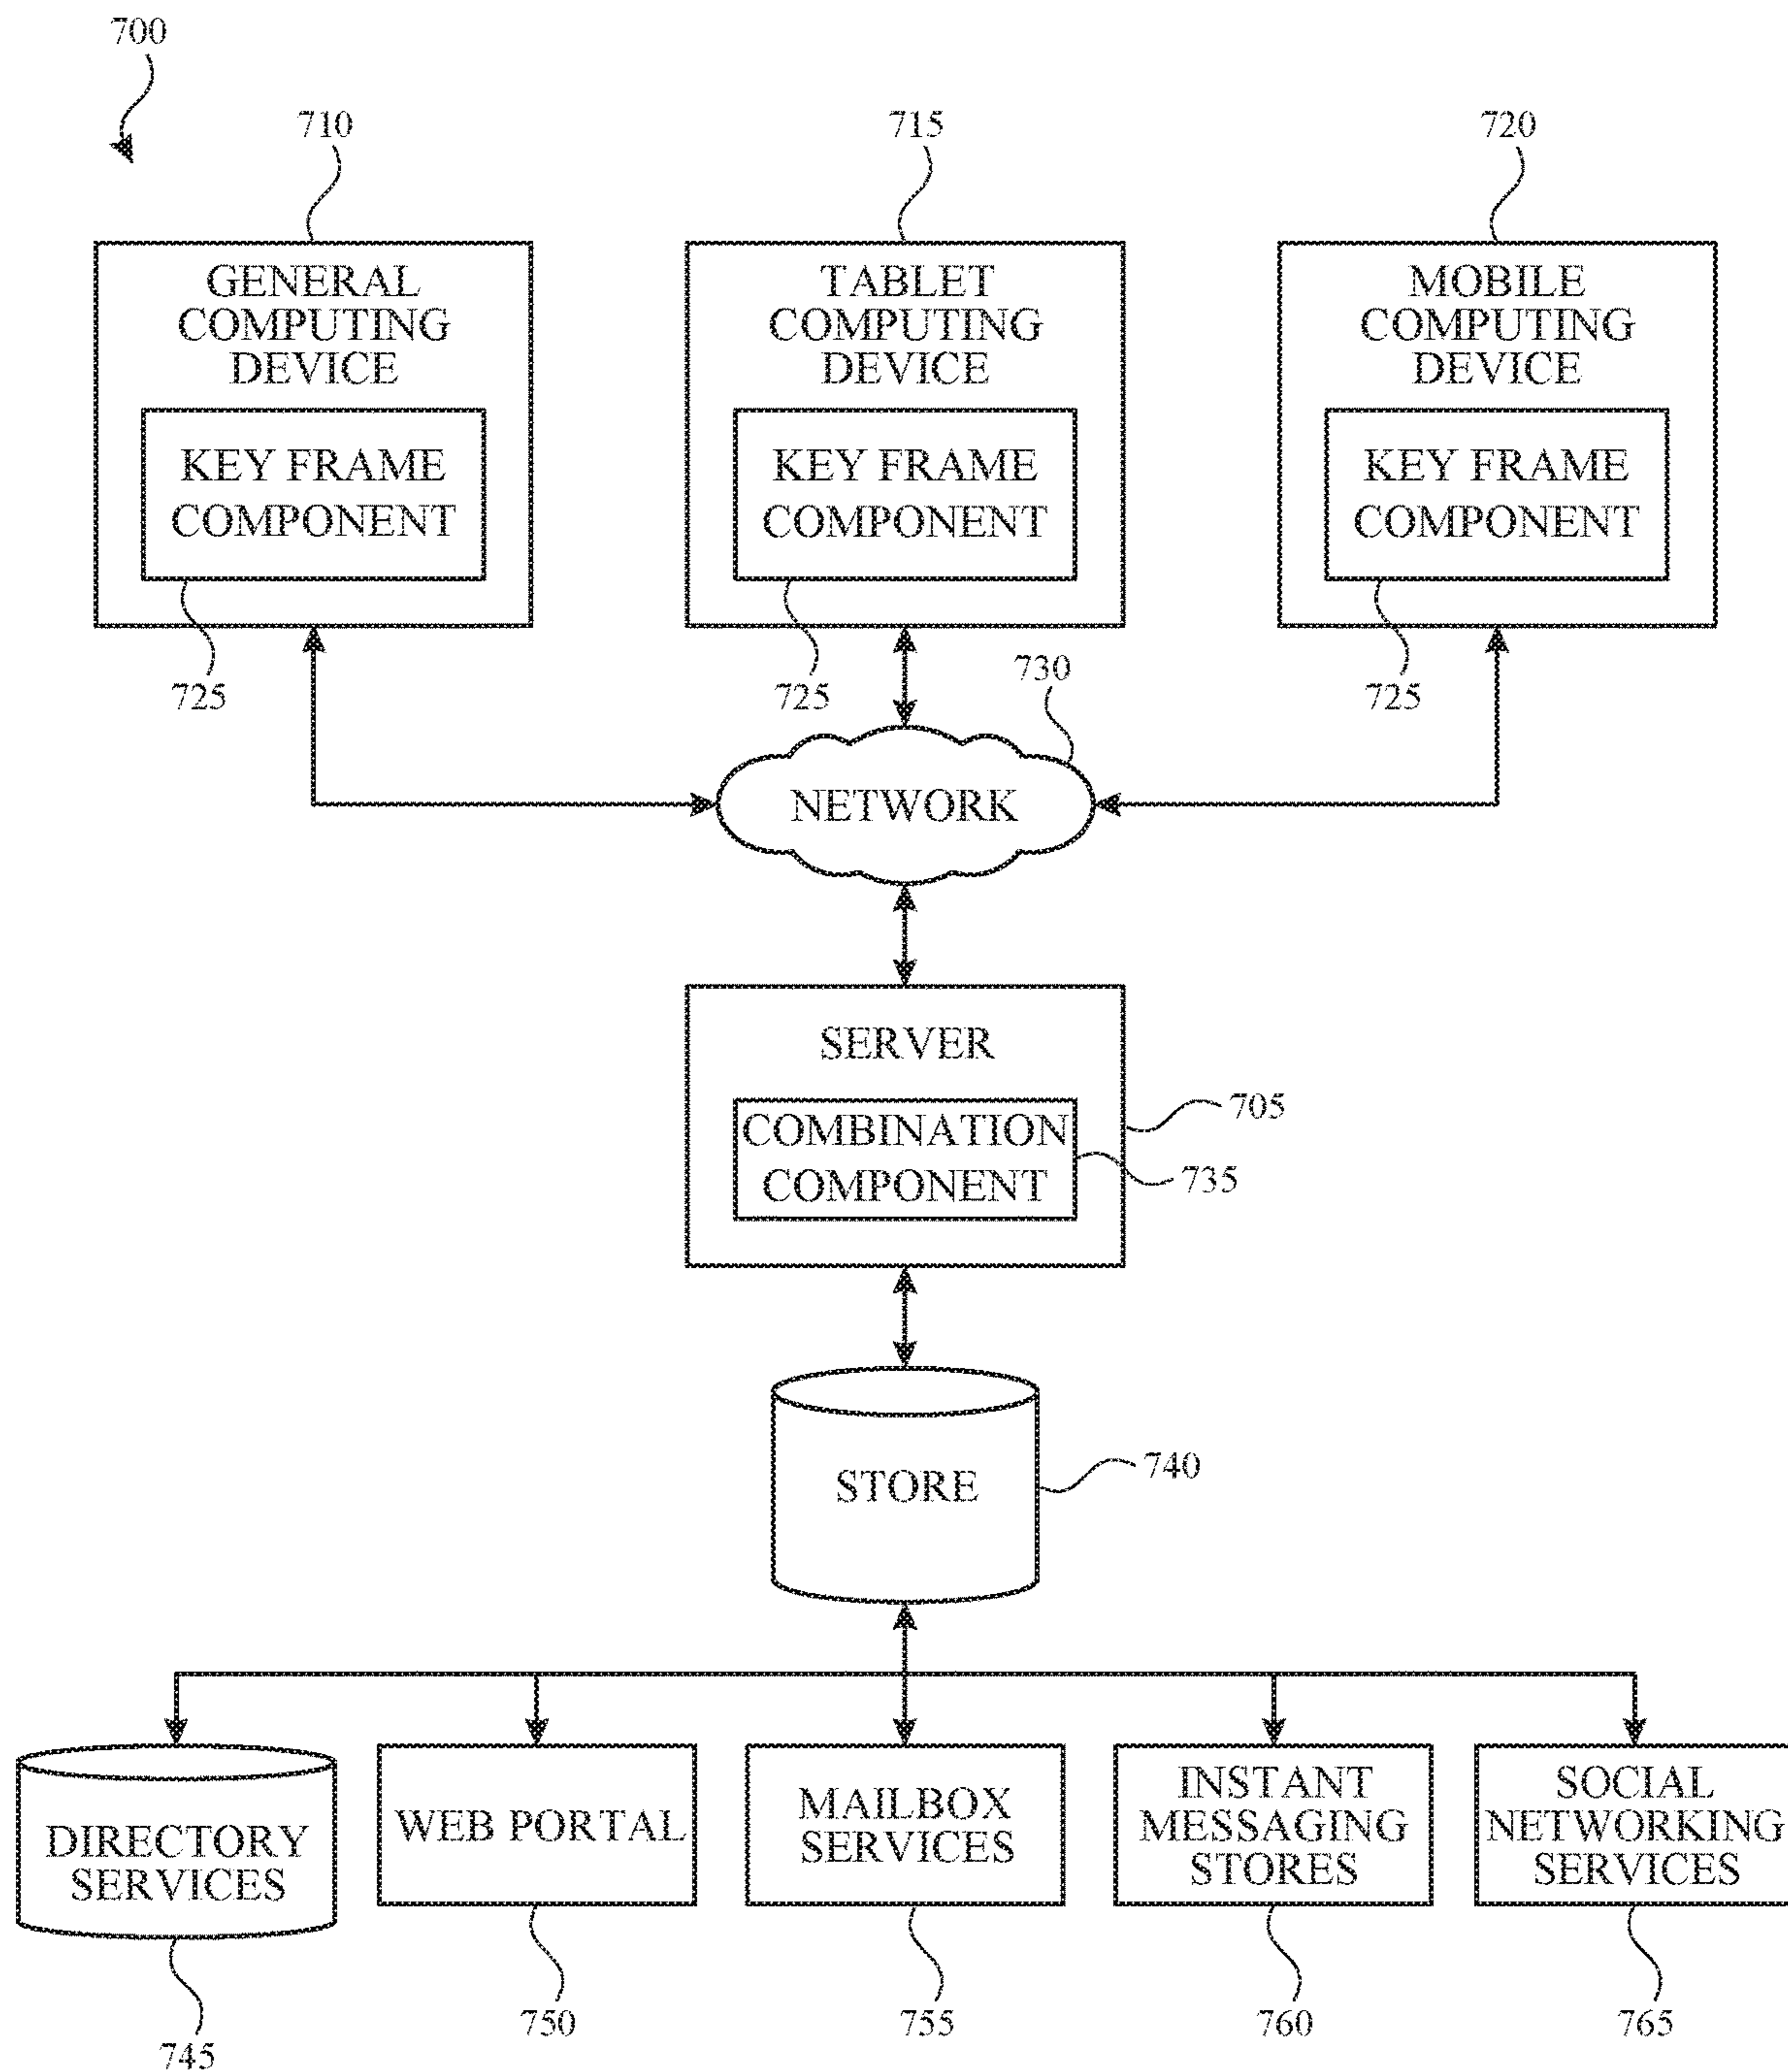 700
710
715
720
GENERAL
COMPUTING
DEVICE
KEY FRAME
COMPONENT
725
TABLET
COMPUTING
DEVICE
KEY FRAME
COMPONENT
725
MOBILE
COMPUTING
DEVICE
KEY FRAME
COMPONENT
725
730
NETWORK
SERVER
COMBINATION
COMPONENT
705
735
STORE
740
DIRECTORY
SERVICES
WEB PORTAL
MAILBOX
SERVICES
INSTANT
MESSAGING
STORES
SOCIAL
NETWORKING
SERVICES
745
750
755
760
765